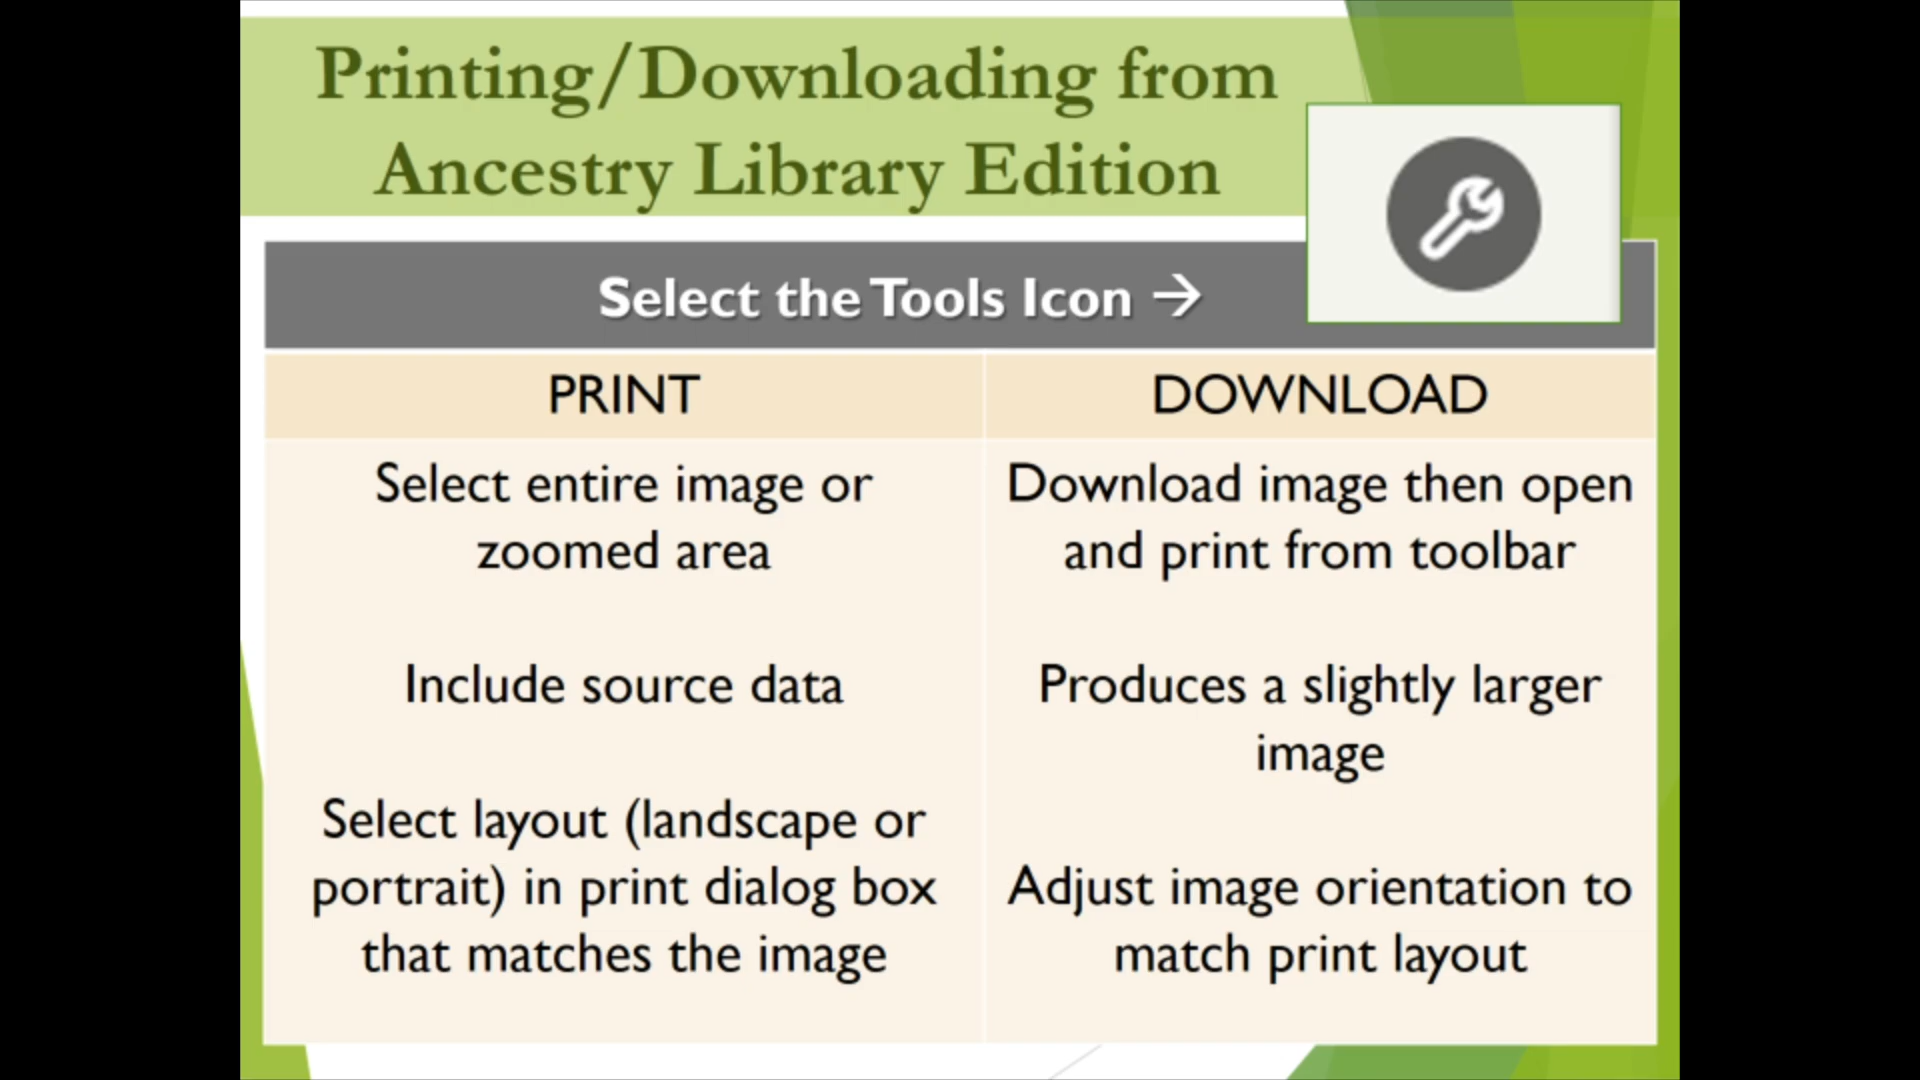 Printing/Downloading from
Ancestry Library Edition
Select the Tools Icon →
PRINT
DOWNLOAD
Select entire image or
zoomed area
Include source data
Select layout (landscape or
portrait) in print dialog box
that matches the image
Download image then open
and print from toolbar
Produces a slightly larger
image
Adjust image orientation to
match print layout